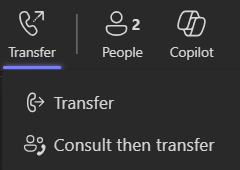 2
Transfer People Copilot
Transfer
Consult then transfer